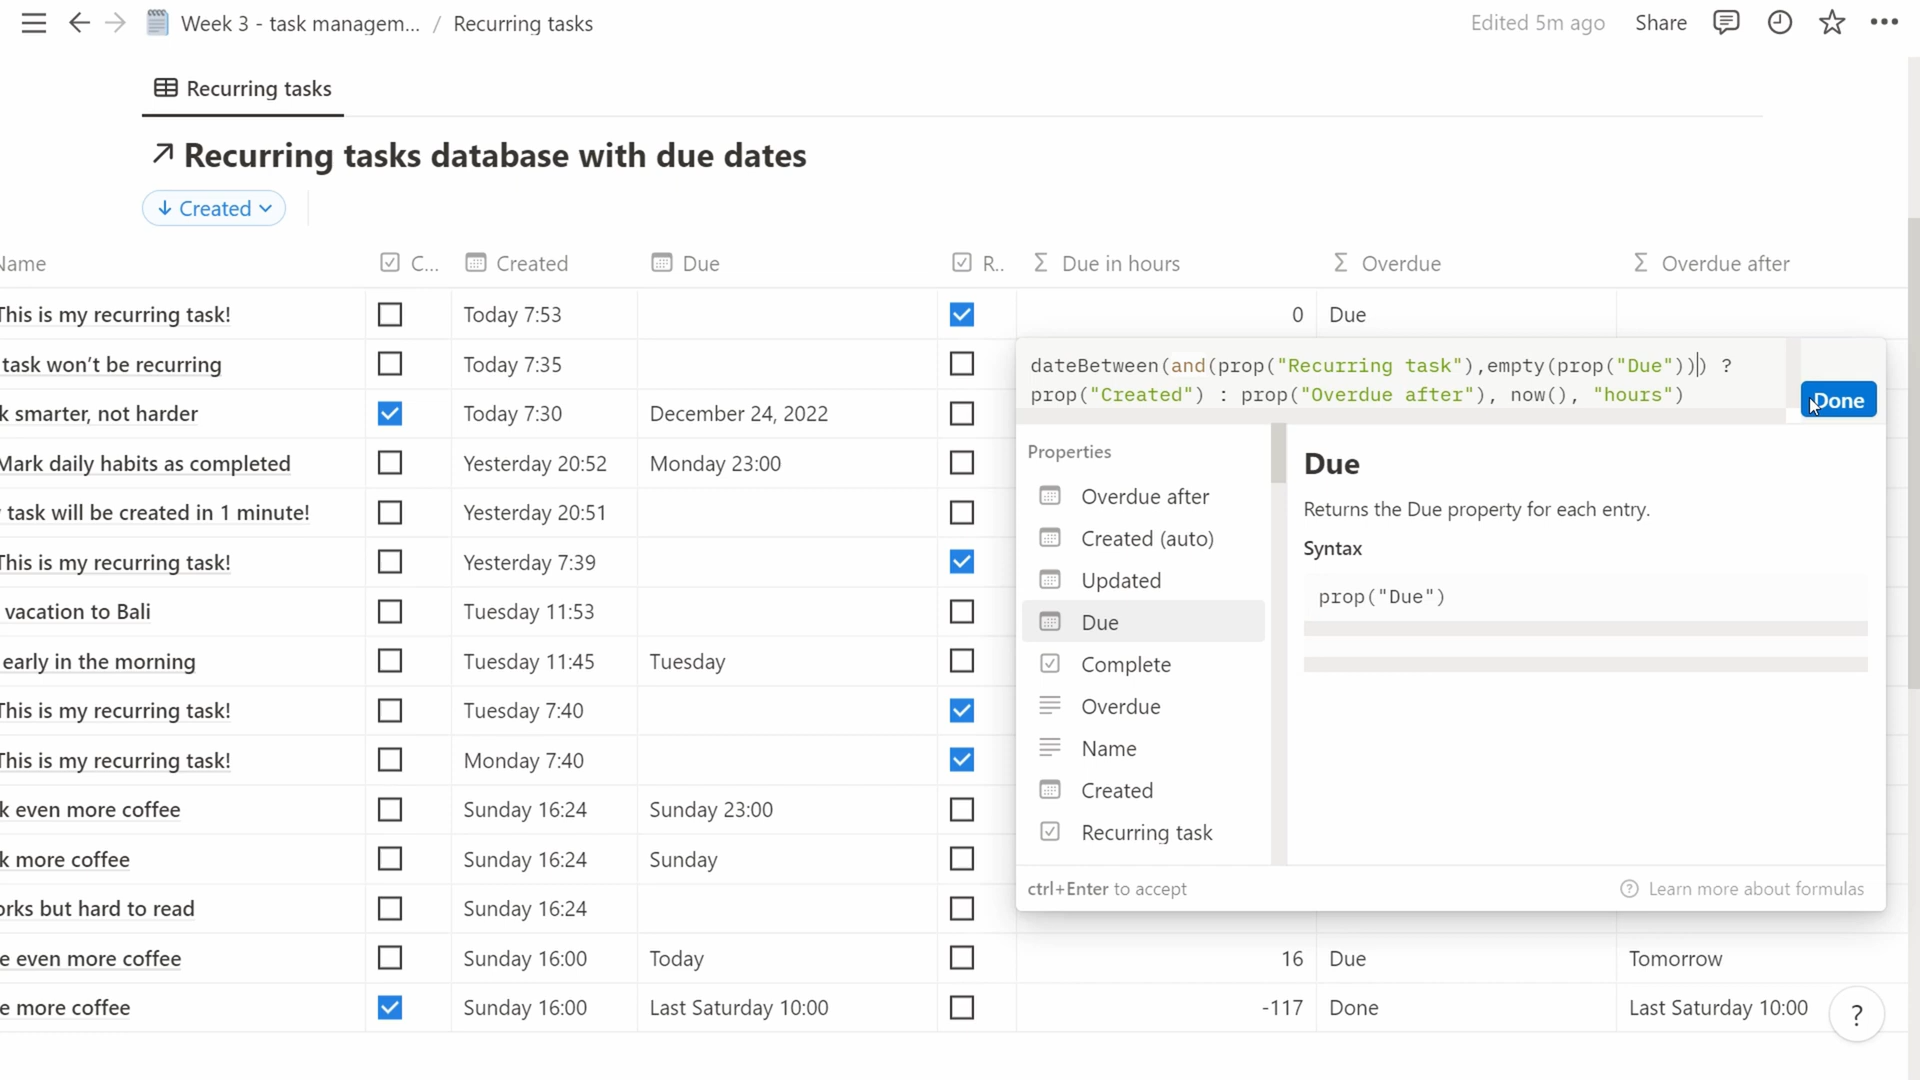 Week 3 - task managem... / Recurring tasks
Edited 5m ago
Share
Recurring tasks
Recurring tasks database with due dates
Created
Name C... Created Due R.. Due in hours Overdue Overdue after
This is my recurring task! Today 7:53 0 Due
task won't be recurring Today 7:35
k smarter, not harder Today 7:30 December 24, 2022
Mark daily habits as completed Yesterday 20:52 Monday 23:00
task will be created in 1 minute! Yesterday 20:51
This is my recurring task! Yesterday 7:39
vacation to Bali Tuesday 11:53
early in the morning Tuesday 11:45 Tuesday
This is my recurring task! Tuesday 7:40
This is my recurring task! Monday 7:40
k even more coffee Sunday 16:24 Sunday 23:00
k more coffee Sunday 16:24 Sunday
orks but hard to read Sunday 16:24
e even more coffee Sunday 16:00 Today 16 Due Tomorrow
e more coffee Sunday 16:00 Last Saturday 10:00 -117 Done Last Saturday 10:00
dateBetween(and(prop("Recurring task"),empty(prop("Due"))) ?
prop("Created") : prop("Overdue after"), now(), "hours")
Done
Properties
Overdue after
Created (auto)
Updated
Due
Complete
Overdue
Name
Created
Recurring task
Due
Returns the Due property for each entry.
Syntax
prop("Due")
ctrl+Enter to accept
? Learn more about formulas
?